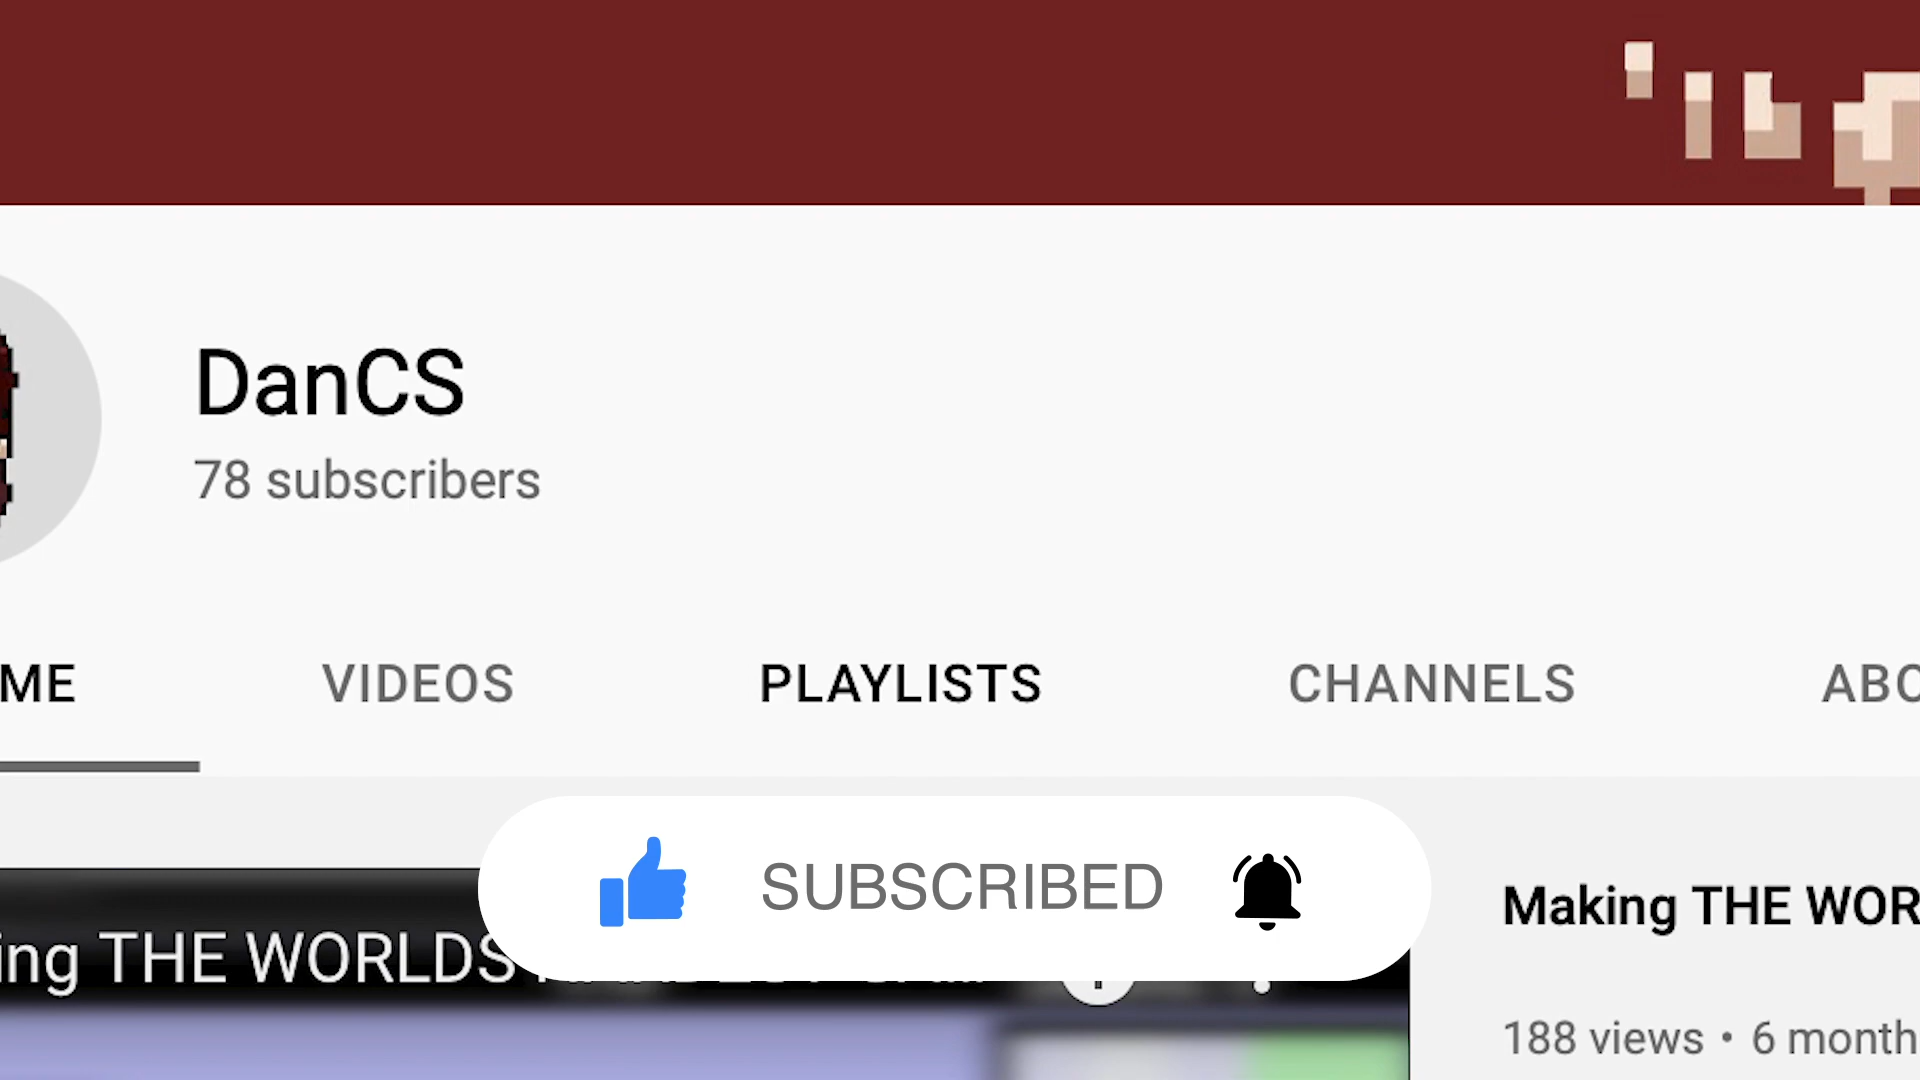 DanCS
78 subscribers
ME VIDEOS PLAYLISTS CHANNELS ABC
SUBSCRIBED
ing THE WORLDS
Making THE WOR
188 views • 6 month